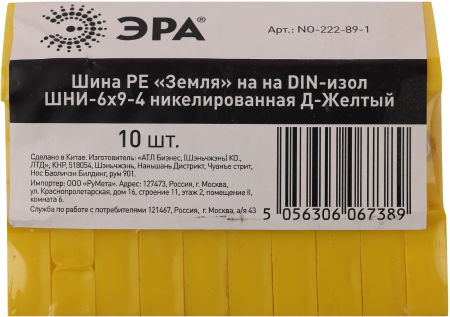 ЭРА®
Арт.: NO-222-89-1
Шина PE «Земля» на на DIN-изол
ШНИ-6х9-4 никелированная Д-Желтый
10 шт.
Сделано в Китае. Изготовитель: «АТЛ Бизнес, (Шэньчжэнь) КО.,
ЛТД», КНР, 518054, Шэньчжэнь, Наньшань Дистрикт, Чуанъе стрит,
Нос Баоличэн Билдинг, рум 901.
Импортер: ООО «РуМета». Адрес: 127473, Россия, г. Москва,
ул. Краснопролетарская, дом 16, строение 11, этаж 2, помещение II,
комната 6.
Служба по работе с потребителями 121467, Россия, г. Москва, а/я 43
5 056306 067389